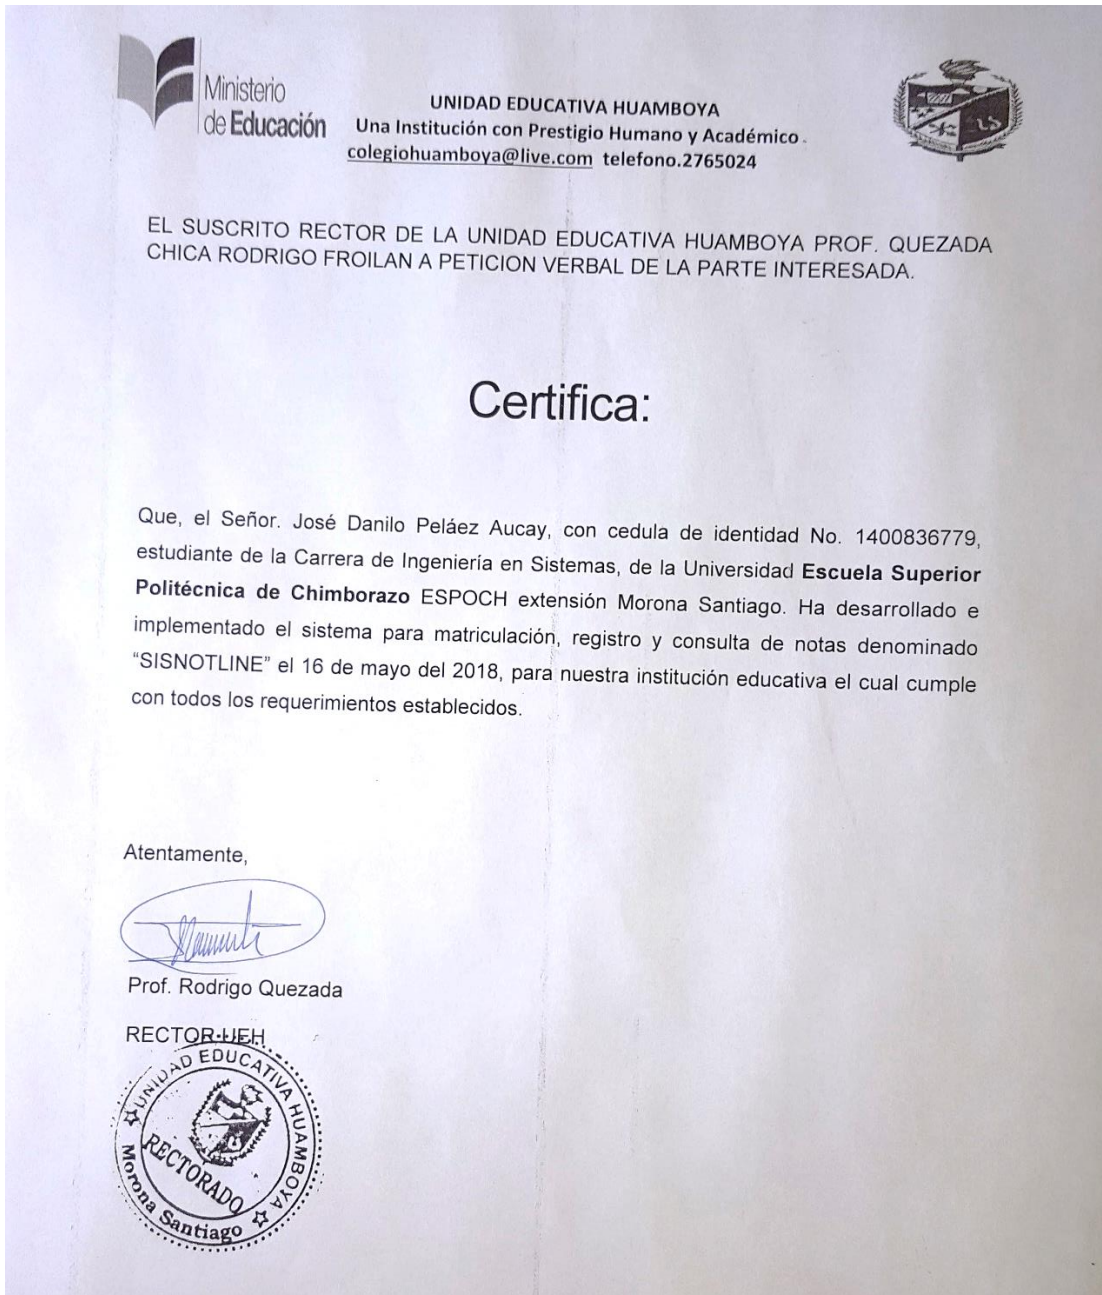 Ministerio
de Educación
UNIDAD EDUCATIVA HUAMBOYA
Una Institución con Prestigio Humano y Académico.
colegiohuamboya@live.com telefono.2765024
EL SUSCRITO RECTOR DE LA UNIDAD EDUCATIVA HUAMBOYA PROF. QUEZADA
CHICA RODRIGO FROILAN A PETICION VERBAL DE LA PARTE INTERESADA.
Certifica:
Que, el Señor. José Danilo Peláez Aucay, con cedula de identidad No. 1400836779,
estudiante de la Carrera de Ingeniería en Sistemas, de la Universidad Escuela Superior
Politécnica de Chimborazo ESPOCH extensión Morona Santiago. Ha desarrollado e
implementado el sistema para matriculación, registro y consulta de notas denominado
“SISNOTLINE” el 16 de mayo del 2018, para nuestra institución educativa el cual cumple
con todos los requerimientos establecidos.
Atentamente,
Prof. Rodrigo Quezada
RECTOR-UEH
UNIDAD EDUCATIVA HUAMBOYA
RECTORADO
Morona Santiago